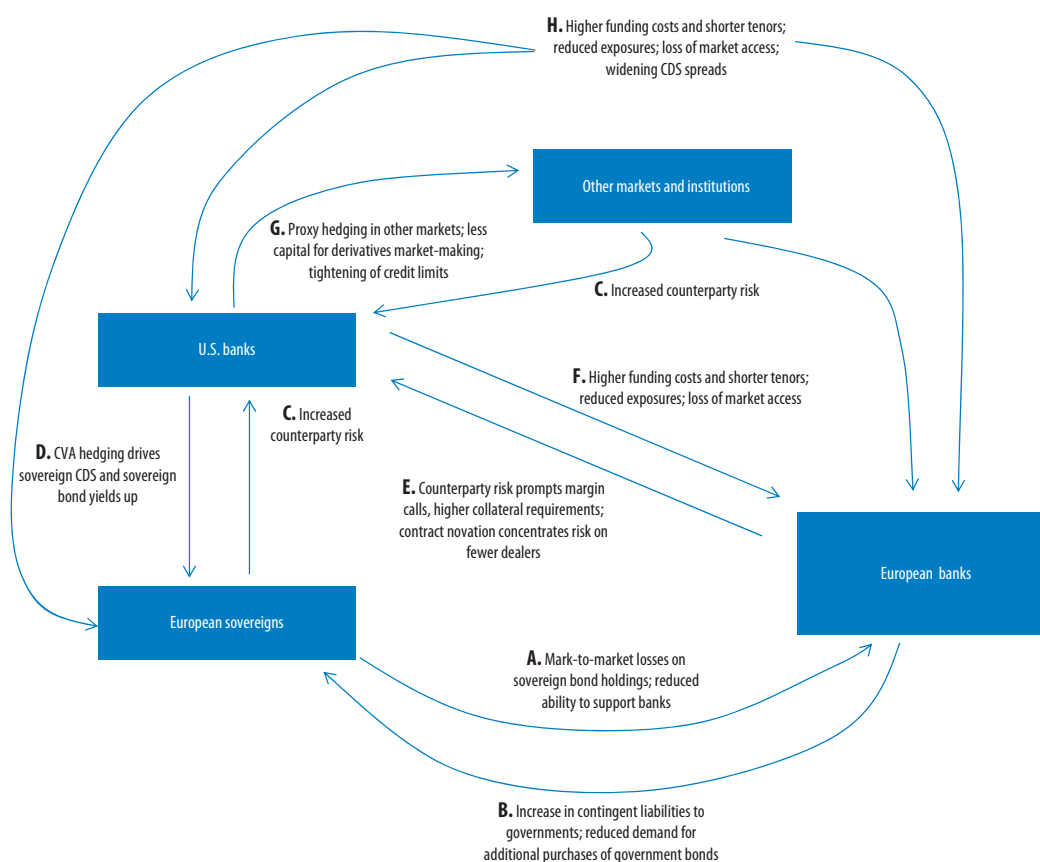 H. Higher funding costs and shorter tenors;
reduced exposures; loss of market access;
widening CDS spreads
Other markets and institutions
G. Proxy hedging in other markets; less
capital for derivatives market-making;
tightening of credit limits
C. Increased counterparty risk
U.S. banks
F. Higher funding costs and shorter tenors;
reduced exposures; loss of market access
C. Increased
counterparty risk
D. CVA hedging drives
sovereign CDS and sovereign
bond yields up
E. Counterparty risk prompts margin
calls, higher collateral requirements;
contract novation concentrates risk on
fewer dealers
European banks
European sovereigns
A. Mark-to-market losses on
sovereign bond holdings; reduced
ability to support banks
B. Increase in contingent liabilities to
governments; reduced demand for
additional purchases of government bonds